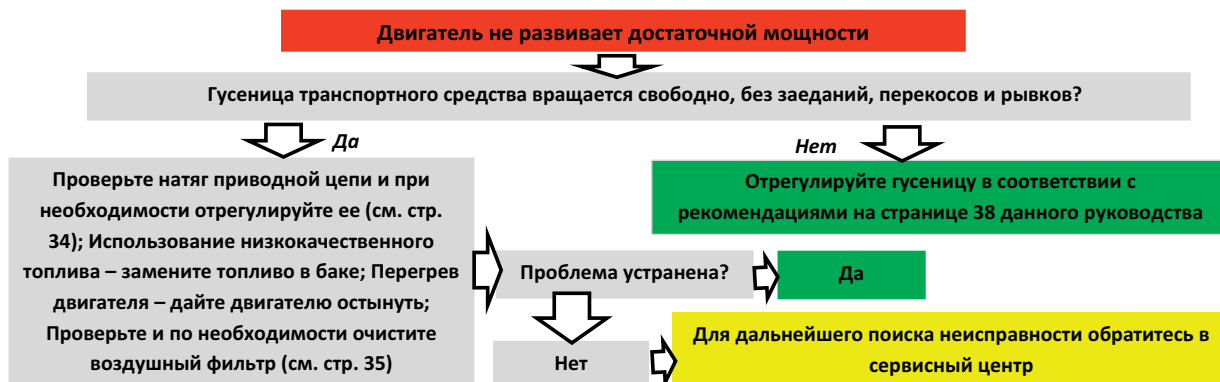 Двигатель не развивает достаточной мощности
Гусеница транспортного средства вращается свободно, без заеданий, перекосов и рывков?
Да
Нет
Проверьте натяг приводной цепи и при
необходимости отрегулируйте ее (см. стр.
34); Использование низкокачественного
топлива – замените топливо в баке; Перегрев
двигателя – дайте двигателю остынуть;
Проверьте и по необходимости очистите
воздушный фильтр (см. стр. 35)
Отрегулируйте гусеницу в соответствии с
рекомендациями на странице 38 данного руководства
Проблема устранена?
Да
Нет
Для дальнейшего поиска неисправности обратитесь в
сервисный центр